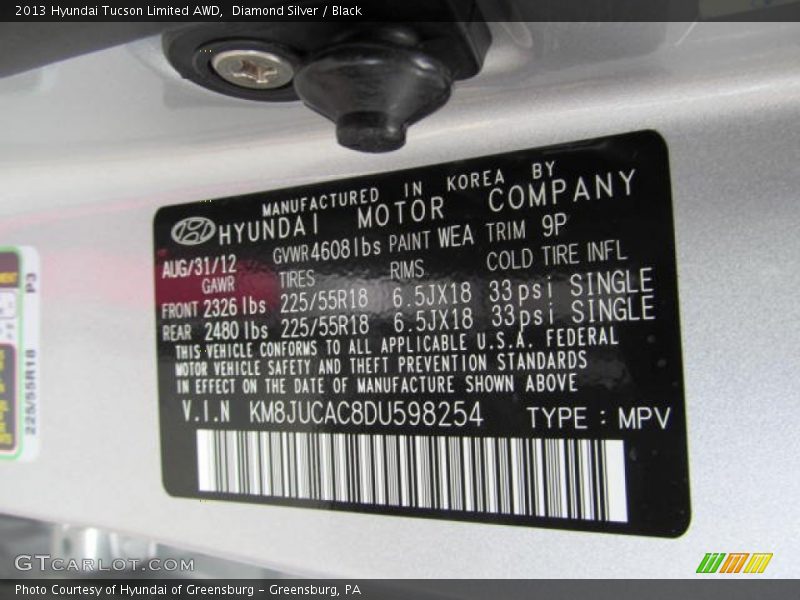 2013 Hyundai Tucson Limited AWD,  Diamond Silver / Black
MANUFACTURED IN KOREA BY
HYUNDAI MOTOR COMPANY
AUG/31/12 GVWR 4608 lbs PAINT WEA TRIM 9P
GAWR TIRES RIMS COLD TIRE INFL
FRONT 2326 lbs 225/55R18 6.5JX18 33psi SINGLE
REAR 2480 lbs 225/55R18 6.5JX18 33psi SINGLE
THIS VEHICLE CONFORMS TO ALL APPLICABLE U.S.A. FEDERAL
MOTOR VEHICLE SAFETY AND THEFT PREVENTION STANDARDS
IN EFFECT ON THE DATE OF MANUFACTURE SHOWN ABOVE
V.I.N KM8JUCAC8DU598254 TYPE : MPV
P3
225/55R18
GTCARLOT.COM
Photo Courtesy of Hyundai of Greensburg - Greensburg, PA